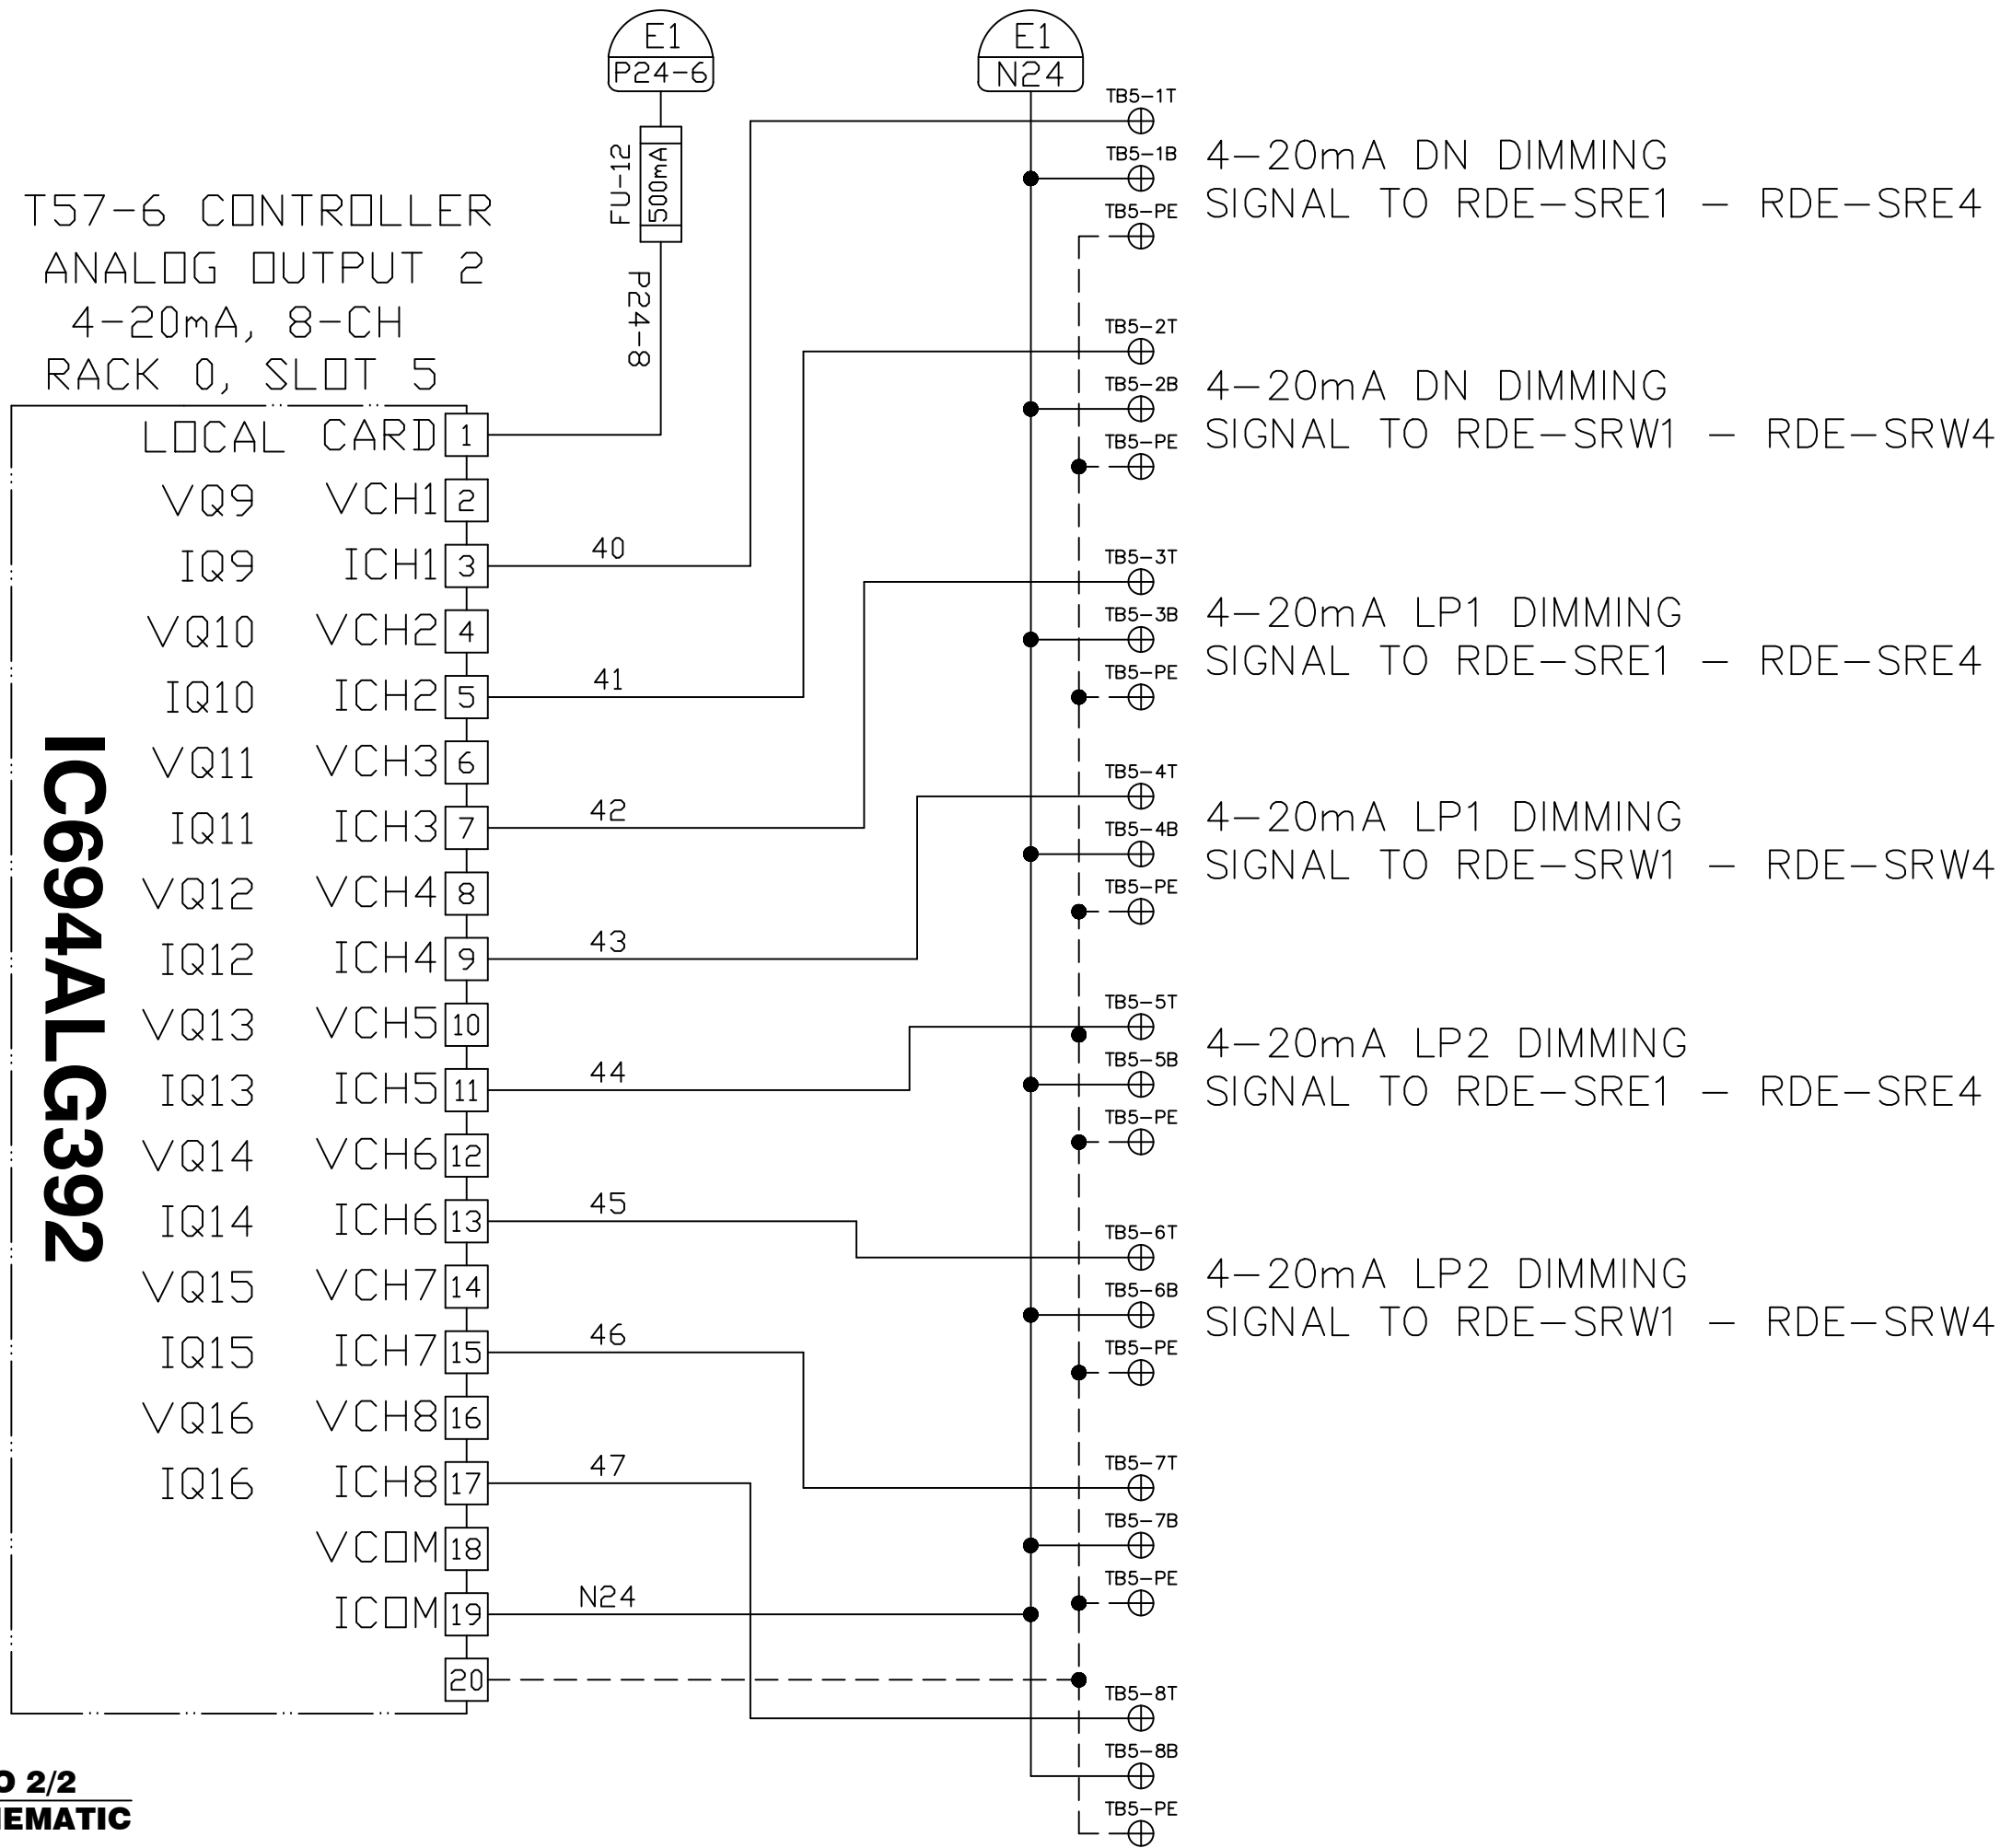 E1
P24-6
E1
N24
FU-12
500mA
P24-8
T57-6 CONTROLLER
ANALOG OUTPUT 2
4-20mA, 8-CH
RACK 0, SLOT 5
IC694ALG392
LOCAL CARD 1
VQ9 VCH1 2
IQ9 ICH1 3 40
VQ10 VCH2 4
IQ10 ICH2 5 41
VQ11 VCH3 6
IQ11 ICH3 7 42
VQ12 VCH4 8
IQ12 ICH4 9 43
VQ13 VCH5 10
IQ13 ICH5 11 44
VQ14 VCH6 12
IQ14 ICH6 13 45
VQ15 VCH7 14
IQ15 ICH7 15 46
VQ16 VCH8 16
IQ16 ICH8 17 47
VCOM 18
ICOM 19 N24
20
TB5-1T
TB5-1B
TB5-PE
4-20mA DN DIMMING
SIGNAL TO RDE-SRE1 - RDE-SRE4
TB5-2T
TB5-2B
TB5-PE
4-20mA DN DIMMING
SIGNAL TO RDE-SRW1 - RDE-SRW4
TB5-3T
TB5-3B
TB5-PE
4-20mA LP1 DIMMING
SIGNAL TO RDE-SRE1 - RDE-SRE4
TB5-4T
TB5-4B
TB5-PE
4-20mA LP1 DIMMING
SIGNAL TO RDE-SRW1 - RDE-SRW4
TB5-5T
TB5-5B
TB5-PE
4-20mA LP2 DIMMING
SIGNAL TO RDE-SRE1 - RDE-SRE4
TB5-6T
TB5-6B
TB5-PE
4-20mA LP2 DIMMING
SIGNAL TO RDE-SRW1 - RDE-SRW4
TB5-7T
TB5-7B
TB5-PE
TB5-8T
TB5-8B
TB5-PE
2/2